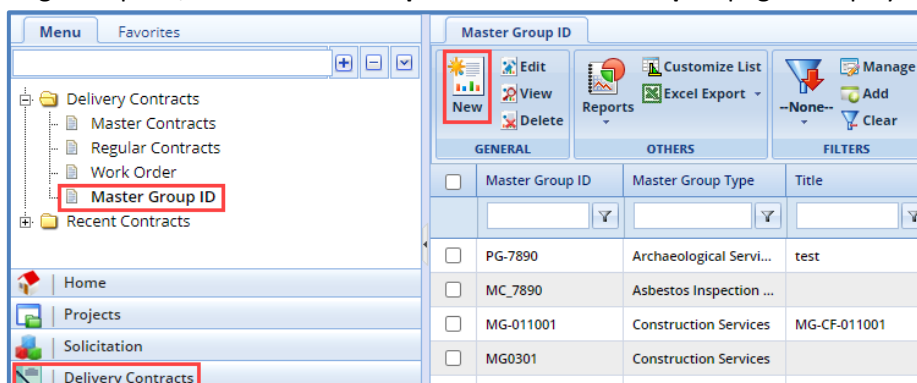 Menu
Favorites
Delivery Contracts
Master Contracts
Regular Contracts
Work Order
Master Group ID
Recent Contracts
Home
Projects
Solicitation
Delivery Contracts
Master Group ID
New
Edit
View
Delete
GENERAL
Reports
Customize List
Excel Export
OTHERS
--None--
Manage
Add
Clear
FILTERS
Master Group ID Master Group Type Title
PG-7890 Archaeological Servi... test
MC_7890 Asbestos Inspection ...
MG-011001 Construction Services MG-CF-011001
MG0301 Construction Services